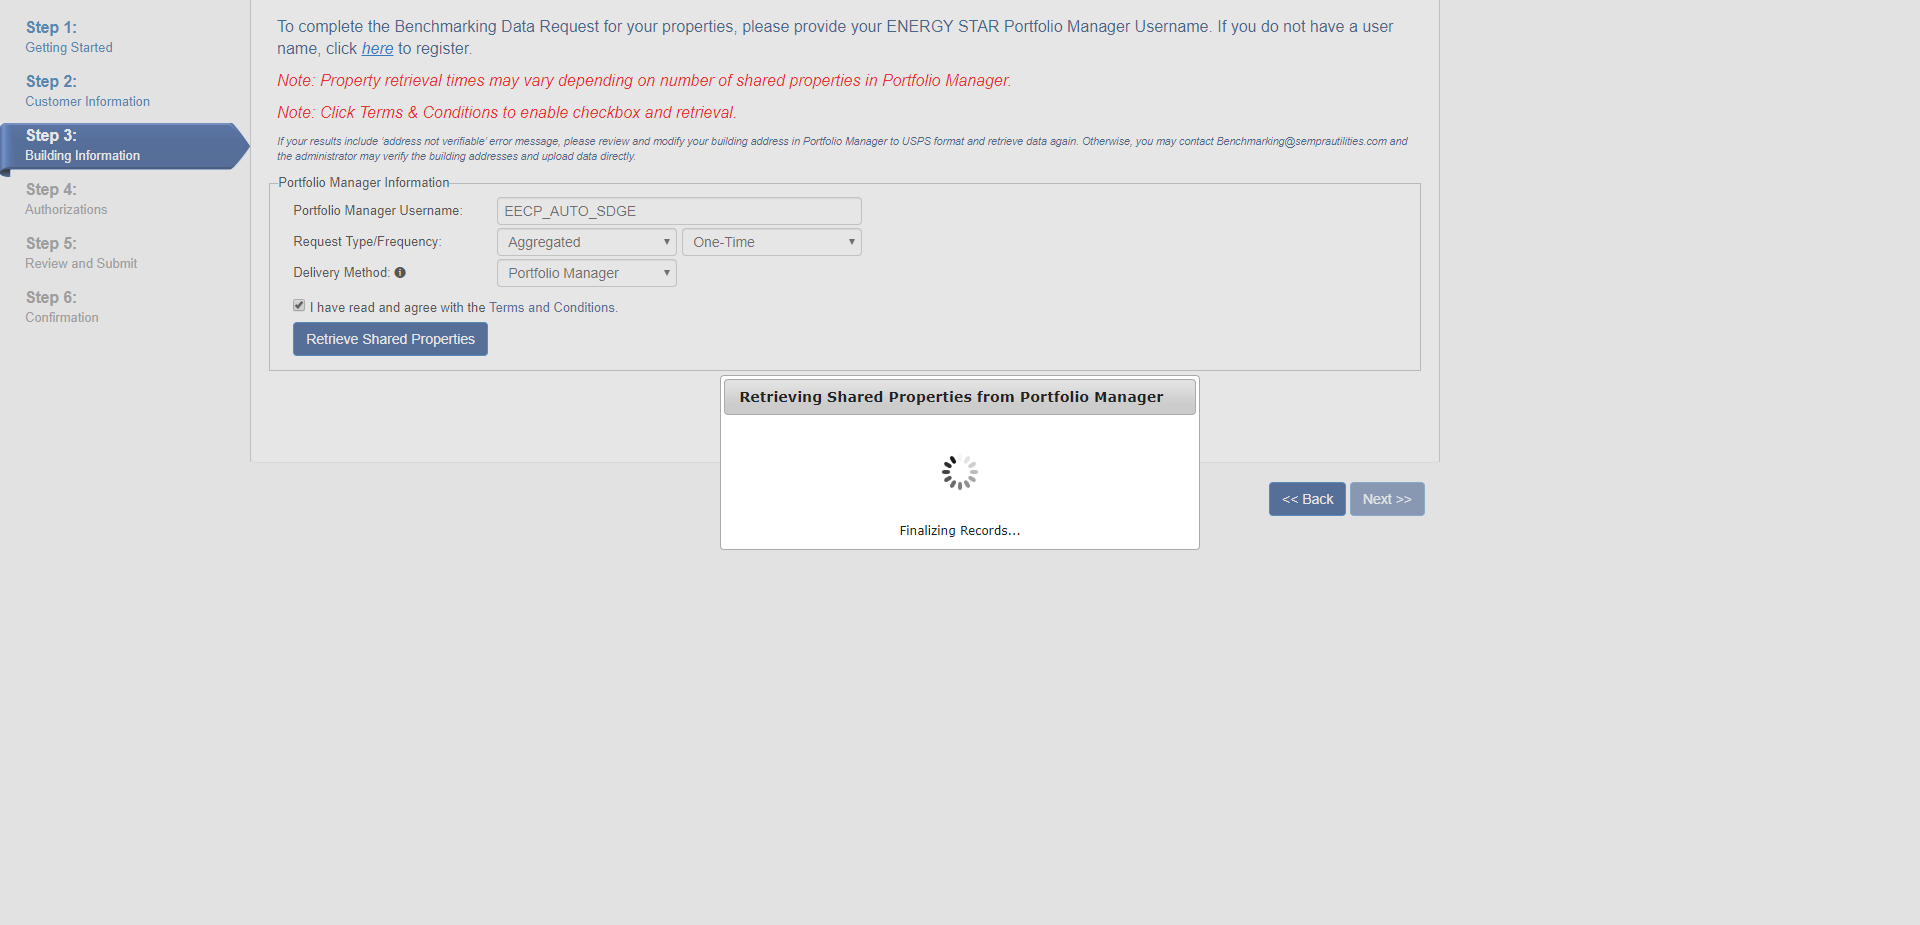 Step 1:
Getting Started
Step 2:
Customer Information
Step 3:
Building Information
Step 4:
Authorizations
Step 5:
Review and Submit
Step 6:
Confirmation
To complete the Benchmarking Data Request for your properties, please provide your ENERGY STAR Portfolio Manager Username. If you do not have a user
name, click here to register.
Note: Property retrieval times may vary depending on number of shared properties in Portfolio Manager.
Note: Click Terms & Conditions to enable checkbox and retrieval.
If your results include 'address not verifiable' error message, please review and modify your building address in Portfolio Manager to USPS format and retrieve data again. Otherwise, you may contact Benchmarking@semprautilities.com and
the administrator may verify the building addresses and upload data directly.
Portfolio Manager Information
Portfolio Manager Username: EECP_AUTO_SDGE
Request Type/Frequency: Aggregated One-Time
Delivery Method: Portfolio Manager
I have read and agree with the Terms and Conditions.
Retrieve Shared Properties
Retrieving Shared Properties from Portfolio Manager
Finalizing Records...
<< Back Next >>